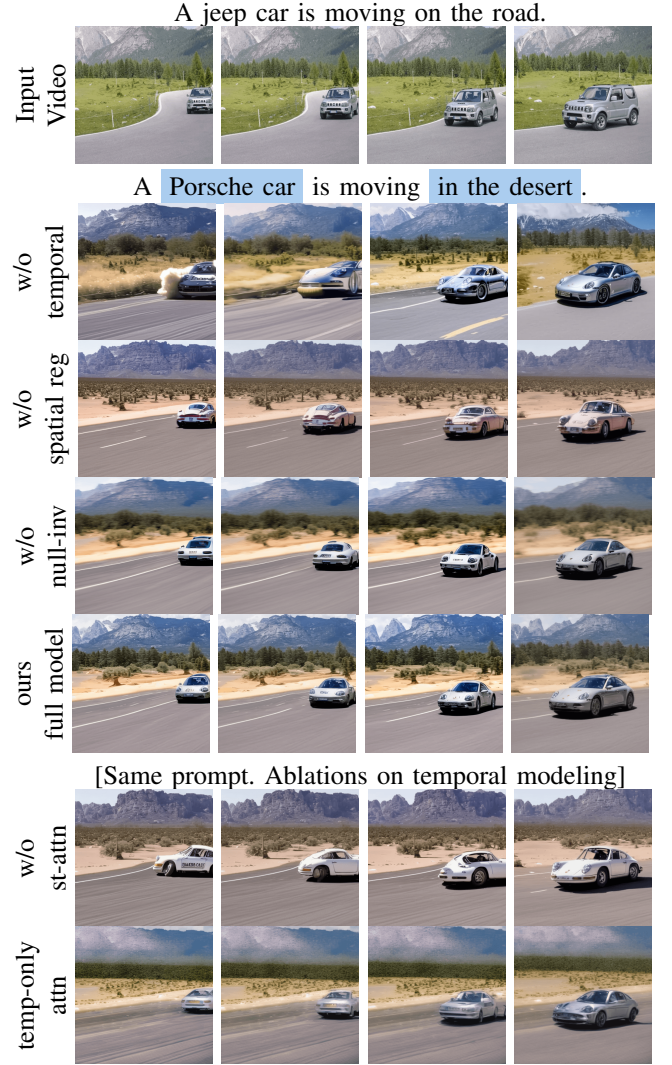 A jeep car is moving on the road.
Input
Video
A Porsche car is moving in the desert .
w/o
temporal
w/o
spatial reg
w/o
null-inv
ours
full model
[Same prompt. Ablations on temporal modeling]
w/o
st-attn
temp-only
attn